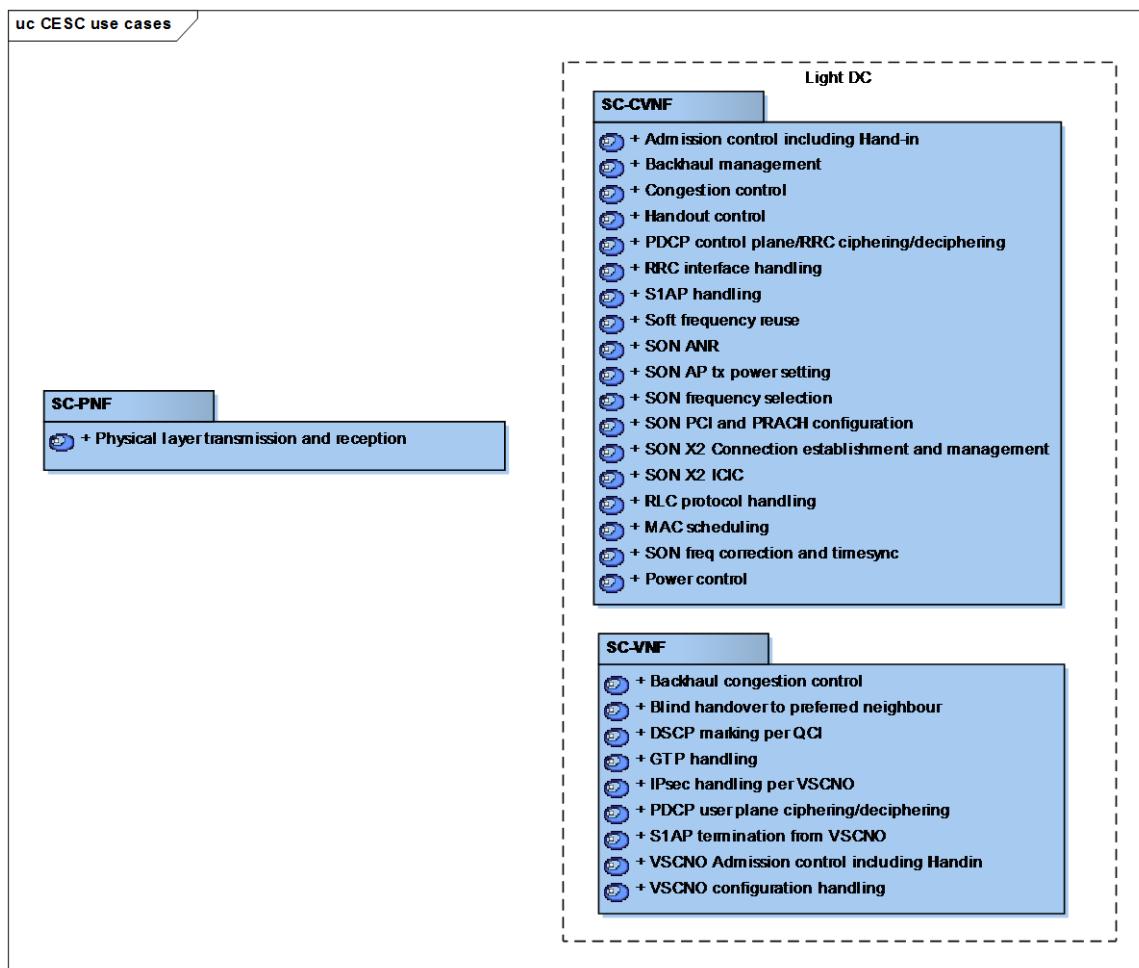 uc CESC use cases
Light DC
SC-CVNF
+ Admission control including Hand-in
+ Backhaul management
+ Congestion control
+ Handout control
+ PDCP control plane/RRC ciphering/deciphering
+ RRC interface handling
+ S1AP handling
+ Soft frequency reuse
+ SON ANR
+ SON AP tx power setting
+ SON frequency selection
+ SON PCI and PRACH configuration
+ SON X2 Connection establishment and management
+ SON X2 ICIC
+ RLC protocol handling
+ MAC scheduling
+ SON freq correction and timesync
+ Power control
SC-PNF
+ Physical layer transmission and reception
SC-VNF
+ Backhaul congestion control
+ Blind handover to preferred neighbour
+ DSCP marking per QCI
+ GTP handling
+ IPsec handling per VSCNO
+ PDCP user plane ciphering/deciphering
+ S1AP termination from VSCNO
+ VSCNO Admission control including Handin
+ VSCNO configuration handling